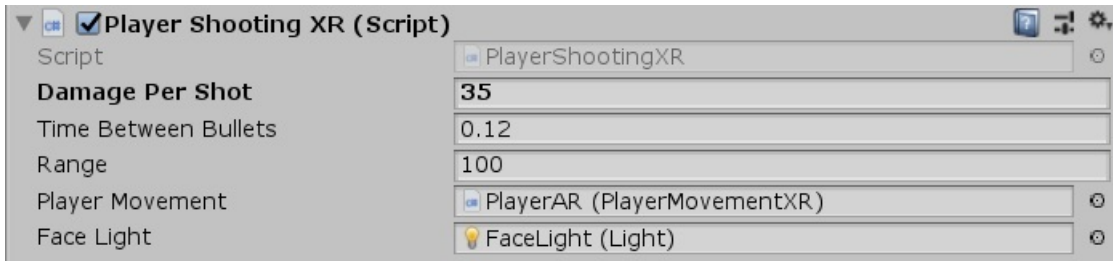 Player Shooting XR (Script)
Script PlayerShootingXR
Damage Per Shot 35
Time Between Bullets 0.12
Range 100
Player Movement PlayerAR (PlayerMovementXR)
Face Light FaceLight (Light)